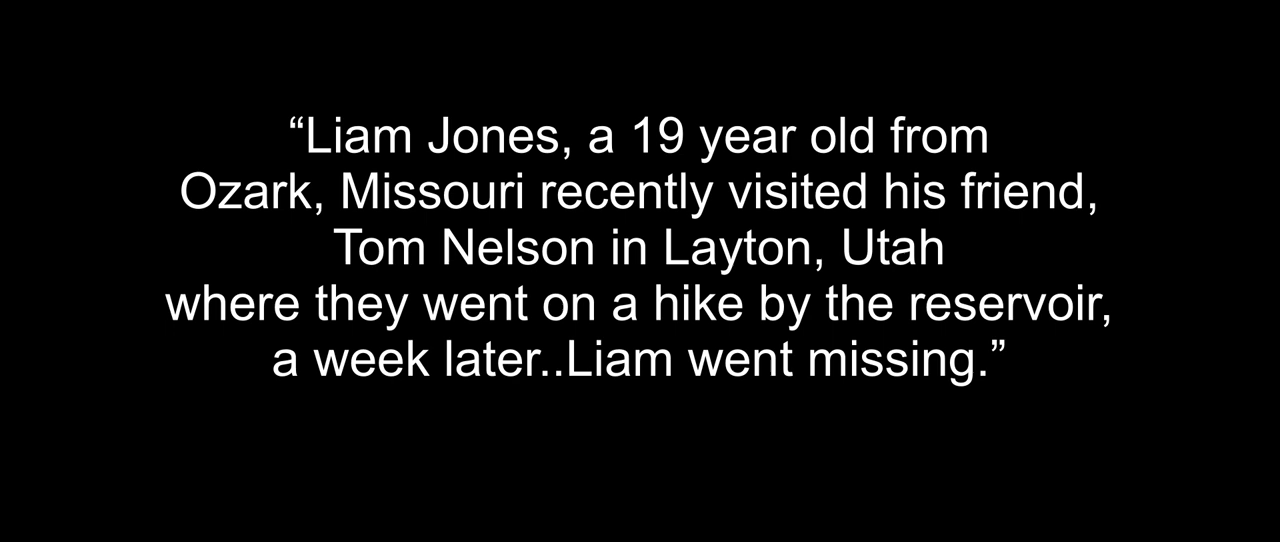 “Liam Jones, a 19 year old from
Ozark, Missouri recently visited his friend,
Tom Nelson in Layton, Utah
where they went on a hike by the reservoir,
a week later..Liam went missing.”